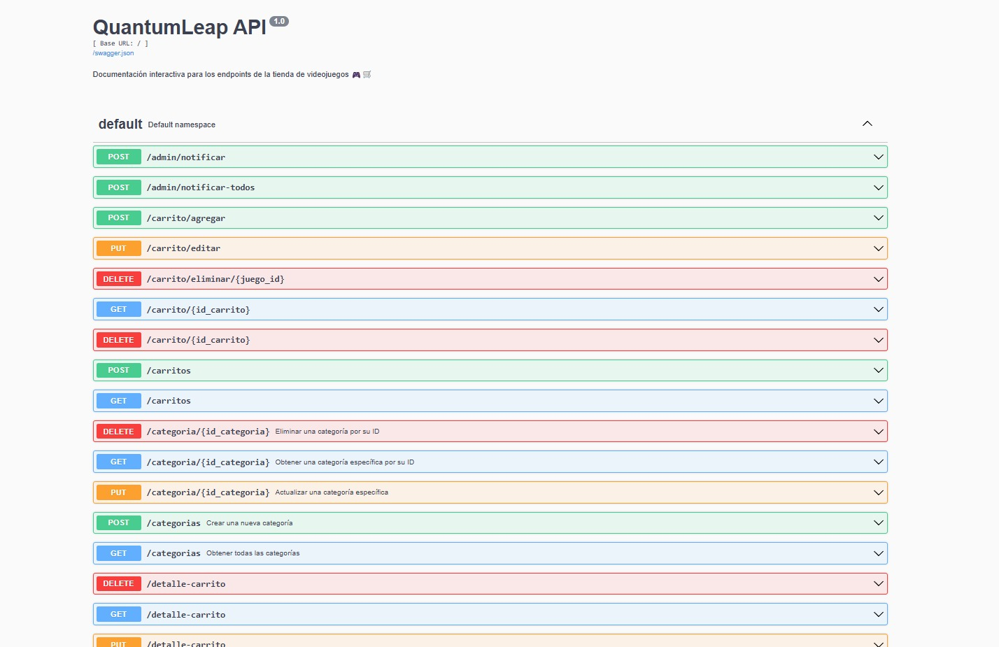 QuantumLeap API 1.0
[ Base URL: / ]
/swagger.json
Documentación interactiva para los endpoints de la tienda de videojuegos 🎮 🛒
default Default namespace
POST /admin/notificar
POST /admin/notificar-todos
POST /carrito/agregar
PUT /carrito/editar
DELETE /carrito/eliminar/{juego_id}
GET /carrito/{id_carrito}
DELETE /carrito/{id_carrito}
POST /carritos
GET /carritos
DELETE /categoria/{id_categoria} Eliminar una categoría por su ID
GET /categoria/{id_categoria} Obtener una categoría específica por su ID
PUT /categoria/{id_categoria} Actualizar una categoría específica
POST /categorias Crear una nueva categoría
GET /categorias Obtener todas las categorías
DELETE /detalle-carrito
GET /detalle-carrito
PUT /detalle-carrito